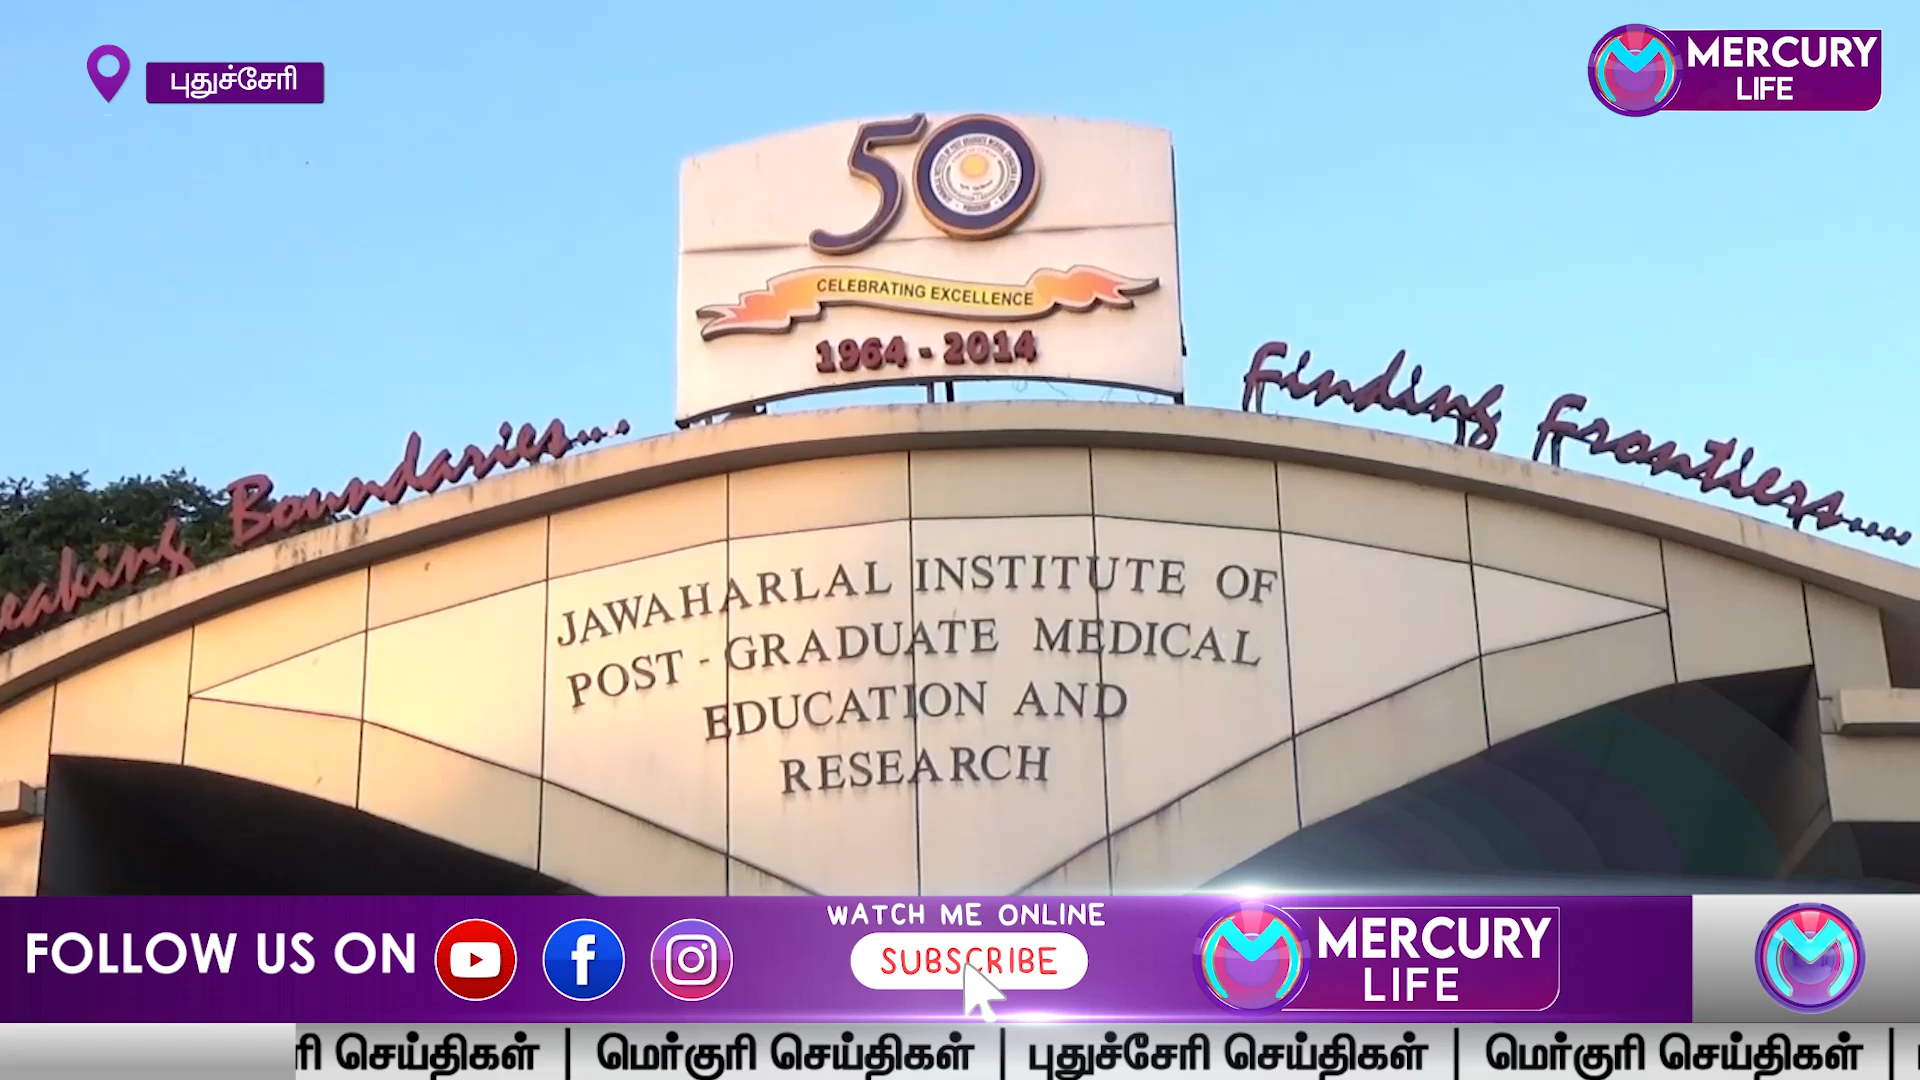 புதுச்சேரி
MERCURY
LIFE
50
CELEBRATING EXCELLENCE
1964 - 2014
Boundaries....
Finding Frontiers....
JAWAHARLAL INSTITUTE OF
POST - GRADUATE MEDICAL
EDUCATION AND
RESEARCH
FOLLOW US ON
WATCH ME ONLINE
SUBSCRIBE
MERCURY
LIFE
ரி செய்திகள் | மெர்குரி செய்திகள் | புதுச்சேரி செய்திகள் | மெர்குரி செய்திகள் |